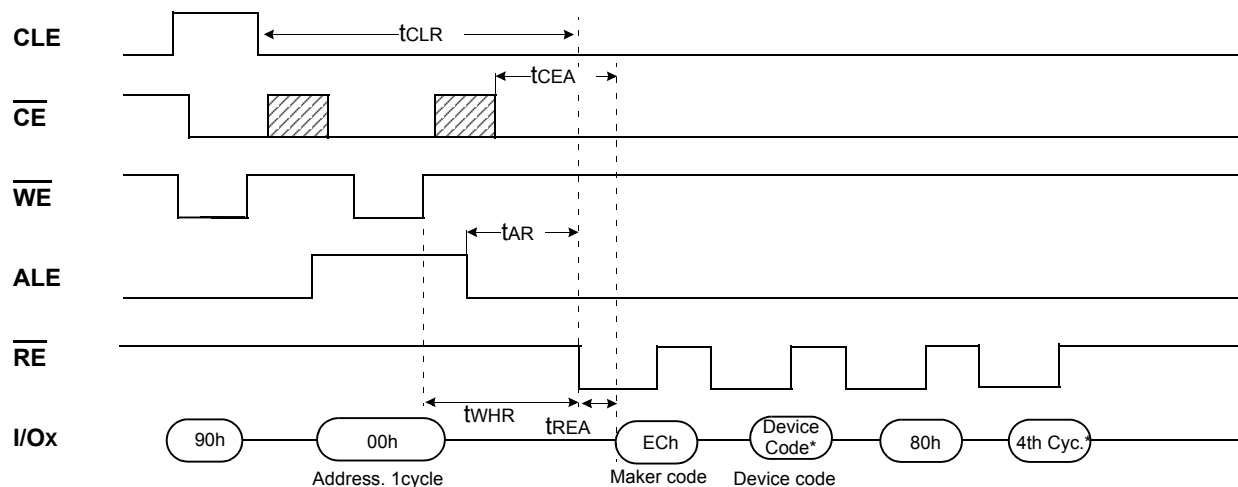 CLE
tCLR
tCEA
CE
WE
tAR
ALE
RE
tWHR
tREA
I/Ox
90h
00h
ECh
Device
Code*
80h
4th Cyc.*
Address. 1cycle
Maker code
Device code